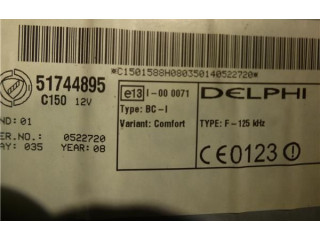 *C1501588H080350140522720*
51744895
C150 12V
ND: 01
ER.NO.: 0522720
AY: 035 YEAR: 08
e13 I-00 0071
Type: BC-I
Variant: Comfort
DELPHI
TYPE: F-125 kHz
CE0123